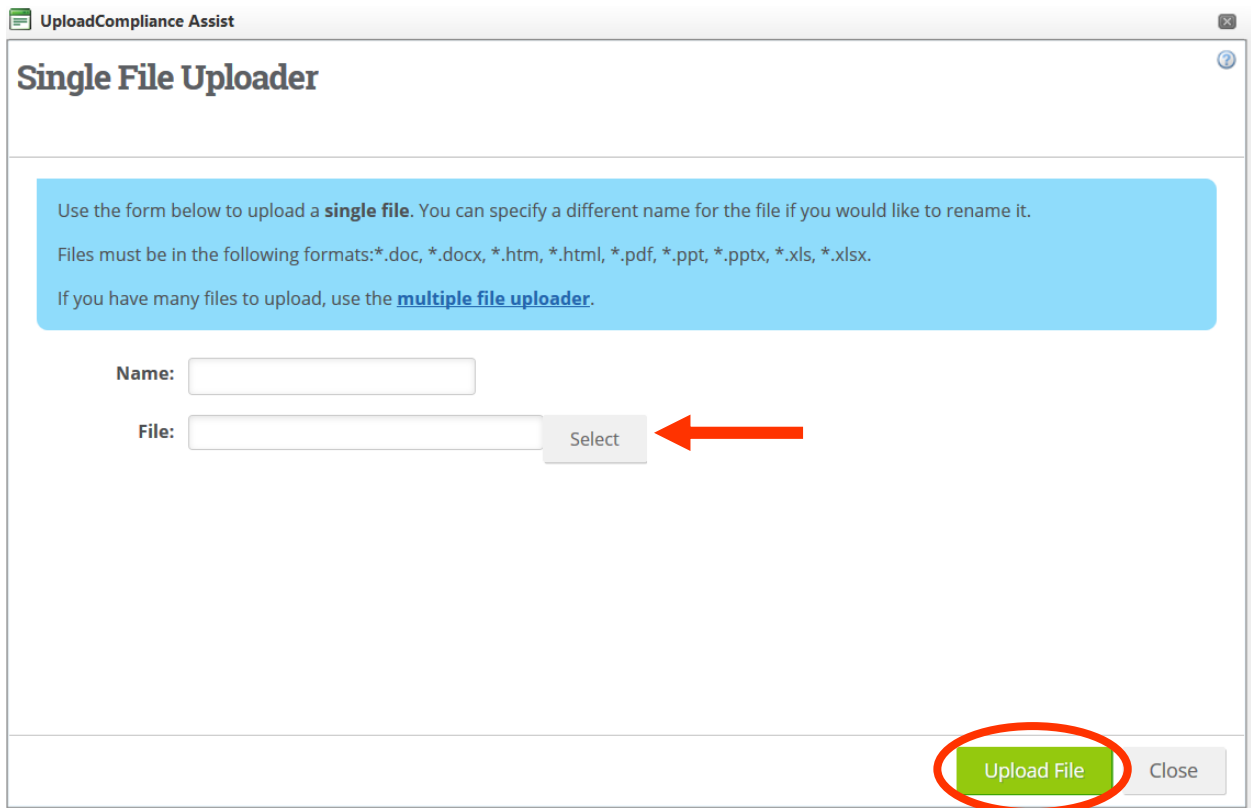 UploadCompliance Assist
Single File Uploader
Use the form below to upload a single file. You can specify a different name for the file if you would like to rename it.
Files must be in the following formats:*.doc, *.docx, *.htm, *.html, *.pdf, *.ppt, *.pptx, *.xls, *.xlsx.
If you have many files to upload, use the multiple file uploader.
Name:
File:
Select
Upload File
Close